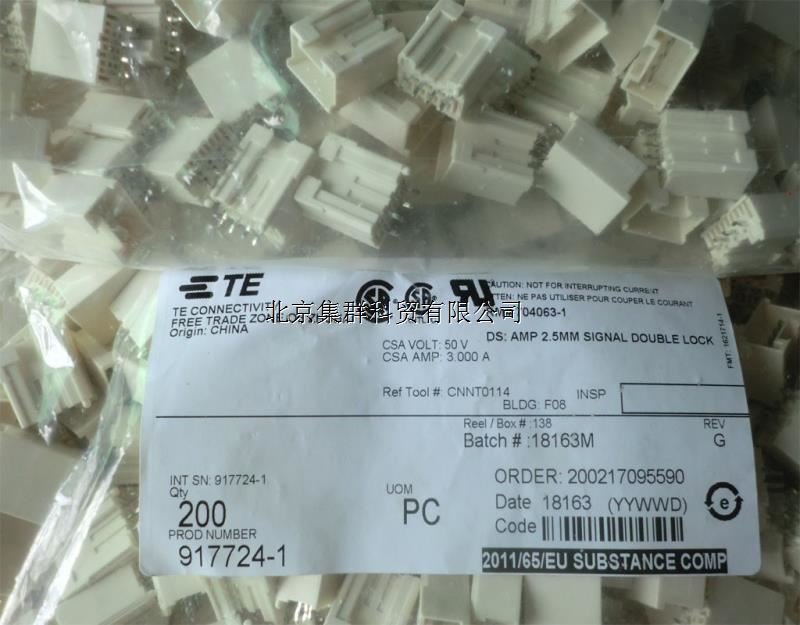 TE
TE CONNECTIVITY
FREE TRADE ZO
Origin: CHINA
北京集群科贸有限公司
CAUTION: NOT FOR INTERRUPTING CURRENT
ATTEN: NE PAS UTILISER POUR COUPER LE COURANT
04063-1
DS: AMP 2.5MM SIGNAL DOUBLE LOCK
FMT: 1621714-1
CSA VOLT: 50 V
CSA AMP: 3.000 A
Ref Tool #: CNNT0114
BLDG: F08
INSP
Reel / Box # : 138
Batch # : 18163M
REV
G
INT SN: 917724-1
Qty
200
UOM
PC
PROD NUMBER
917724-1
ORDER: 200217095590
Date 18163 (YYWWD)
Code
e
2011/65/EU SUBSTANCE COMP